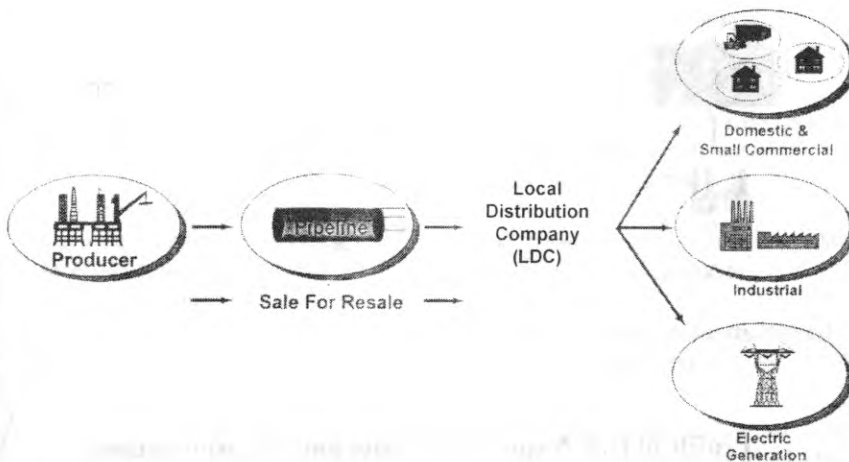 Domestic &
Small Commercial
Producer
Pipeline
Local
Distribution
Company
(LDC)
Industrial
Sale For Resale
Electric
Generation